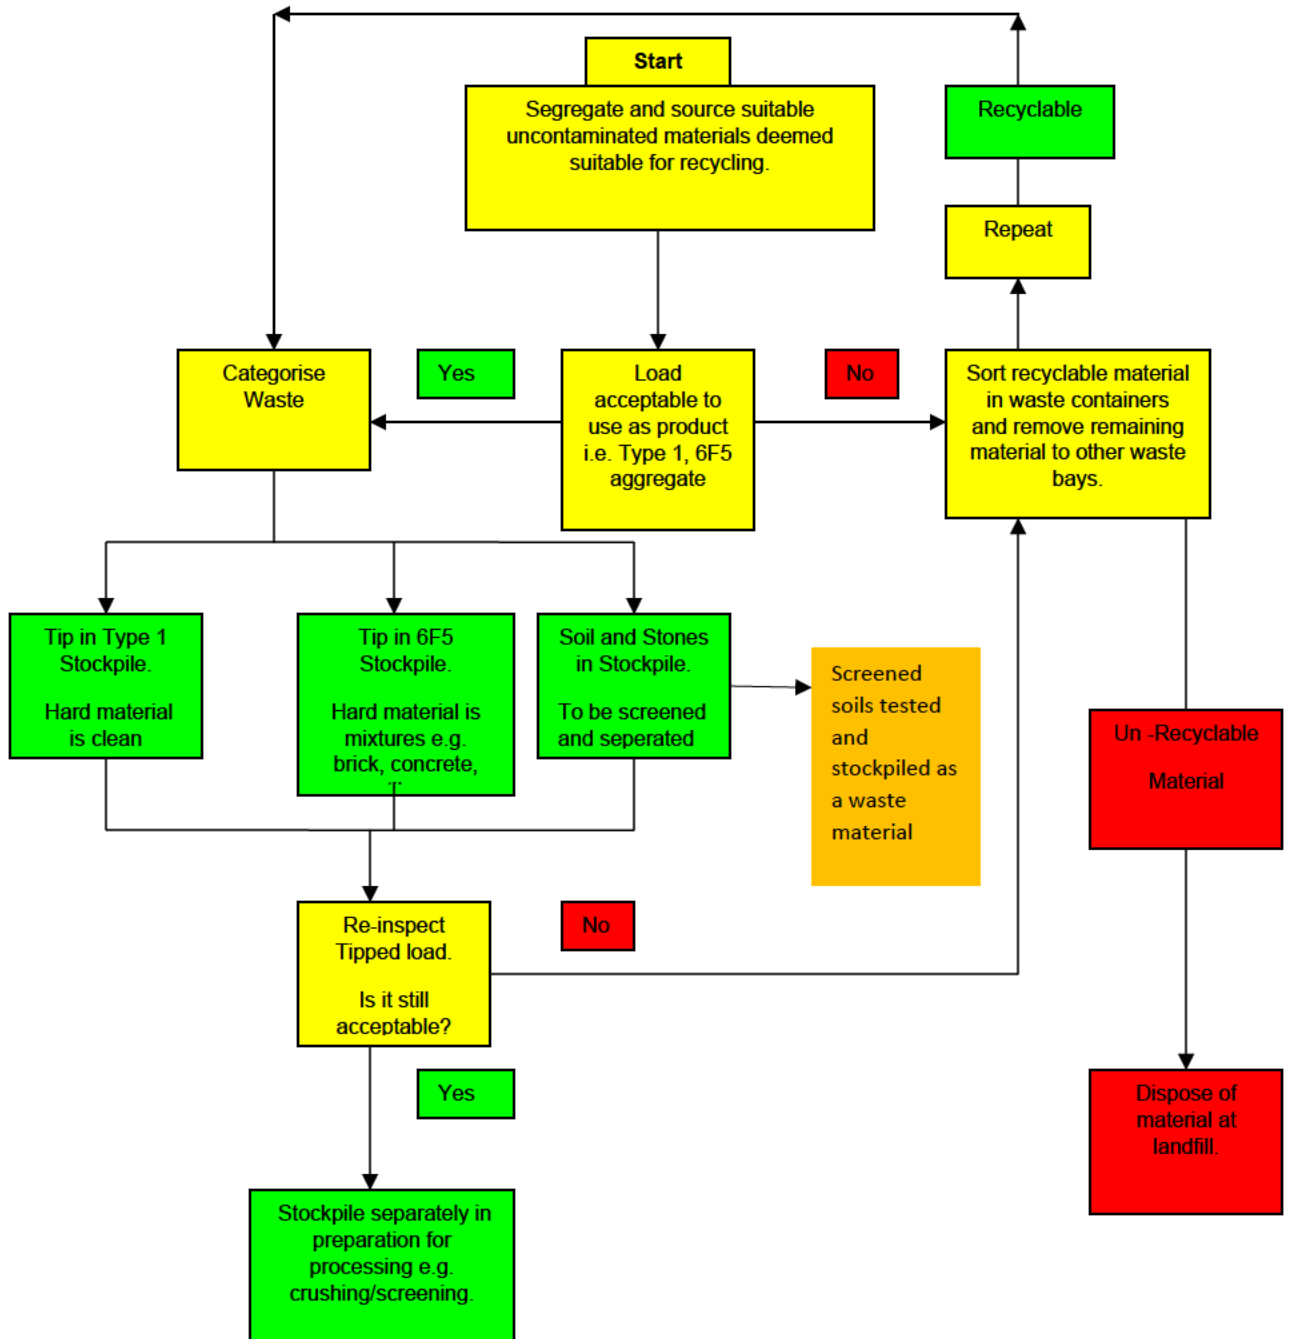 Start
Segregate and source suitable
uncontaminated materials deemed
suitable for recycling.
Recyclable
Repeat
Categorise
Waste
Yes
Load
acceptable to
use as product
i.e. Type 1, 6F5
aggregate
No
Sort recyclable material
in waste containers
and remove remaining
material to other waste
bays.
Tip in Type 1
Stockpile.
Hard material
is clean
Tip in 6F5
Stockpile.
Hard material is
mixtures e.g.
brick, concrete,
...
Soil and Stones
in Stockpile.
To be screened
and seperated
Screened
soils tested
and
stockpiled as
a waste
material
Un -Recyclable
Material
Re-inspect
Tipped load.
Is it still
acceptable?
No
Yes
Dispose of
material at
landfill.
Stockpile separately in
preparation for
processing e.g.
crushing/screening.